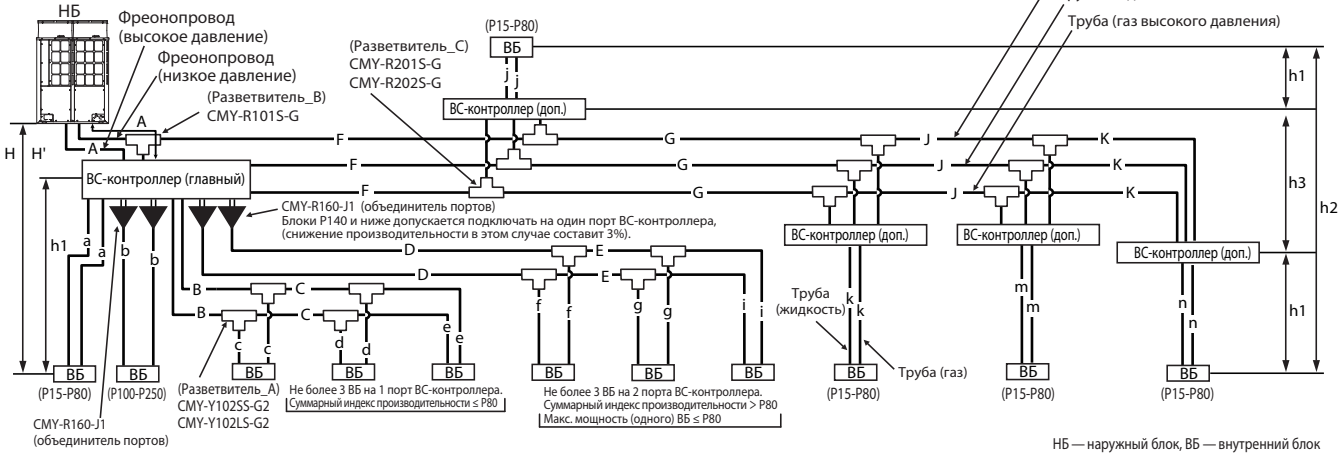 НБ
Фреонопровод
(высокое давление)
Фреонопровод
(низкое давление)
(Разветвитель_B)
CMY-R101S-G
(Разветвитель_C)
CMY-R201S-G
CMY-R202S-G
(P15-P80)
ВБ
j
j
Труба (газ высокого давления)
ВС-контроллер (доп.)
h1
h3
h2
h1
H
H'
h1
A
A
F
G
J
K
F
G
J
K
F
G
J
K
ВС-контроллер (главный)
CMY-R160-J1 (объединитель портов)
Блоки P140 и ниже допускается подключать на один порт ВС-контроллера,
(снижение производительности в этом случае составит 3%).
ВС-контроллер (доп.)
ВС-контроллер (доп.)
ВС-контроллер (доп.)
a
a
b
b
D
E
D
E
B
C
B
C
c
c
d
d
e
e
f
f
g
g
i
i
Труба
(жидкость)
k
k
m
m
n
n
Труба (газ)
ВБ
ВБ
ВБ
ВБ
ВБ
ВБ
ВБ
ВБ
ВБ
ВБ
ВБ
(P15-P80)
(P100-P250)
(Разветвитель_A)
CMY-Y102SS-G2
CMY-Y102LS-G2
Не более 3 ВБ на 1 порт ВС-контроллера.
Суммарный индекс производительности ≤ P80
Не более 3 ВБ на 2 порта ВС-контроллера.
Суммарный индекс производительности > P80
Макс. мощность (одного) ВБ ≤ P80
(P15-P80)
(P15-P80)
(P15-P80)
CMY-R160-J1
(объединитель портов)
НБ — наружный блок, ВБ — внутренний блок